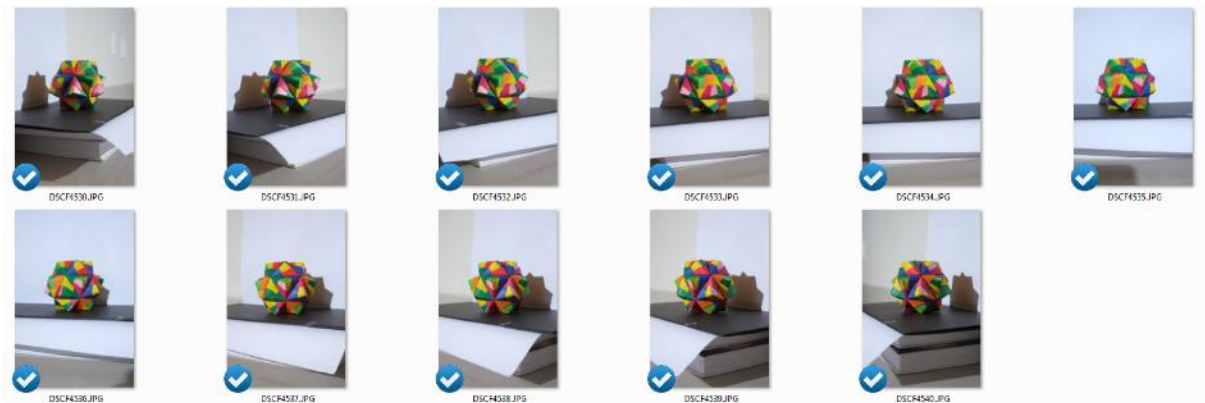 DSCF4530.JPG
DSCF4531.JPG
DSCF4532.JPG
DSCF4533.JPG
DSCF4534.JPG
DSCF4535.JPG
DSCF4536.JPG
DSCF4537.JPG
DSCF4538.JPG
DSCF4539.JPG
DSCF4540.JPG